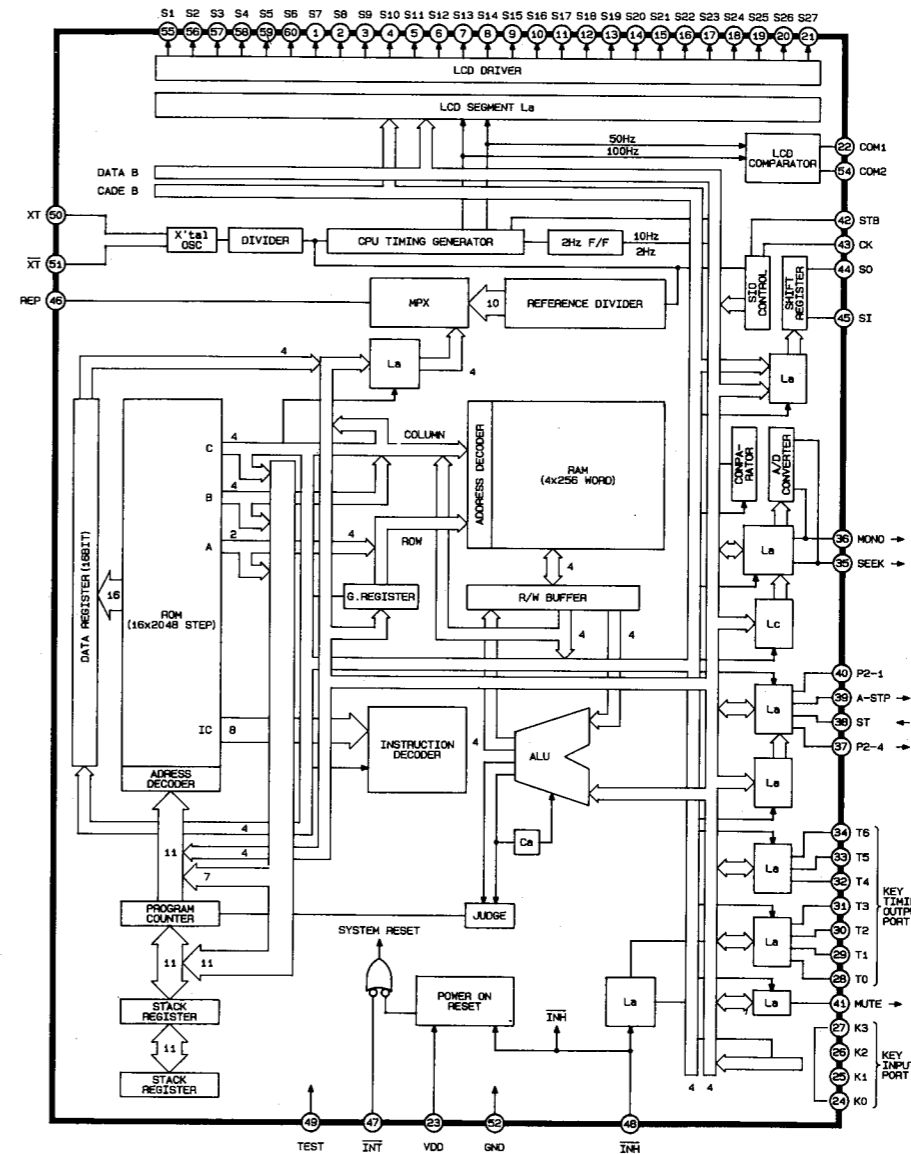 S1 S2 S3 S4 S5 S6 S7 S8 S9 S10 S11 S12 S13 S14 S15 S16 S17 S18 S19 S20 S21 S22 S23 S24 S25 S26 S27
55 56 57 58 59 60 1 2 3 4 5 6 7 8 9 10 11 12 13 14 15 16 17 18 19 20 21
LCD DRIVER
LCD SEGMENT La
50Hz
100Hz
LCD
COMPARATOR
22 COM1
54 COM2
DATA B
CADE B
XT 50
X'tal
OSC
DIVIDER
CPU TIMING GENERATOR
2Hz F/F
10Hz
2Hz
42 STB
43 CK
XT 51
REP 46
MPX
10
REFERENCE DIVIDER
SIO
CONTROL
SHIFT
REGISTER
44 SO
45 SI
4
La
4
La
DATA REGISTER (16BIT)
16
ROM
(16x2048 STEP)
C
4
B
4
A
2
4
COLUMN
ROW
ADDRESS DECODER
RAM
(4x256 WORD)
CONPA-
RATOR
A/D
CONVERTER
La
36 MONO
35 SEEK
4
G.REGISTER
R/W BUFFER
4
4
Lc
IC
8
INSTRUCTION
DECODER
4
ALU
La
40 P2-1
39 A-STP
38 ST
37 P2-4
La
ADRESS
DECODER
4
11
4
7
Ca
JUDGE
La
34 T6
33 T5
32 T4
La
31 T3
30 T2
29 T1
28 T0
KEY
TIMIN
OUTPU
PORT
PROGRAM
COUNTER
11
11
SYSTEM RESET
POWER ON
RESET
INH
La
La
41 MUTE
STACK
REGISTER
11
STACK
REGISTER
27 K3
26 K2
25 K1
24 K0
KEY
INPUT
PORT
4
4
49 47 23 52 48
TEST INT VDD GND INH